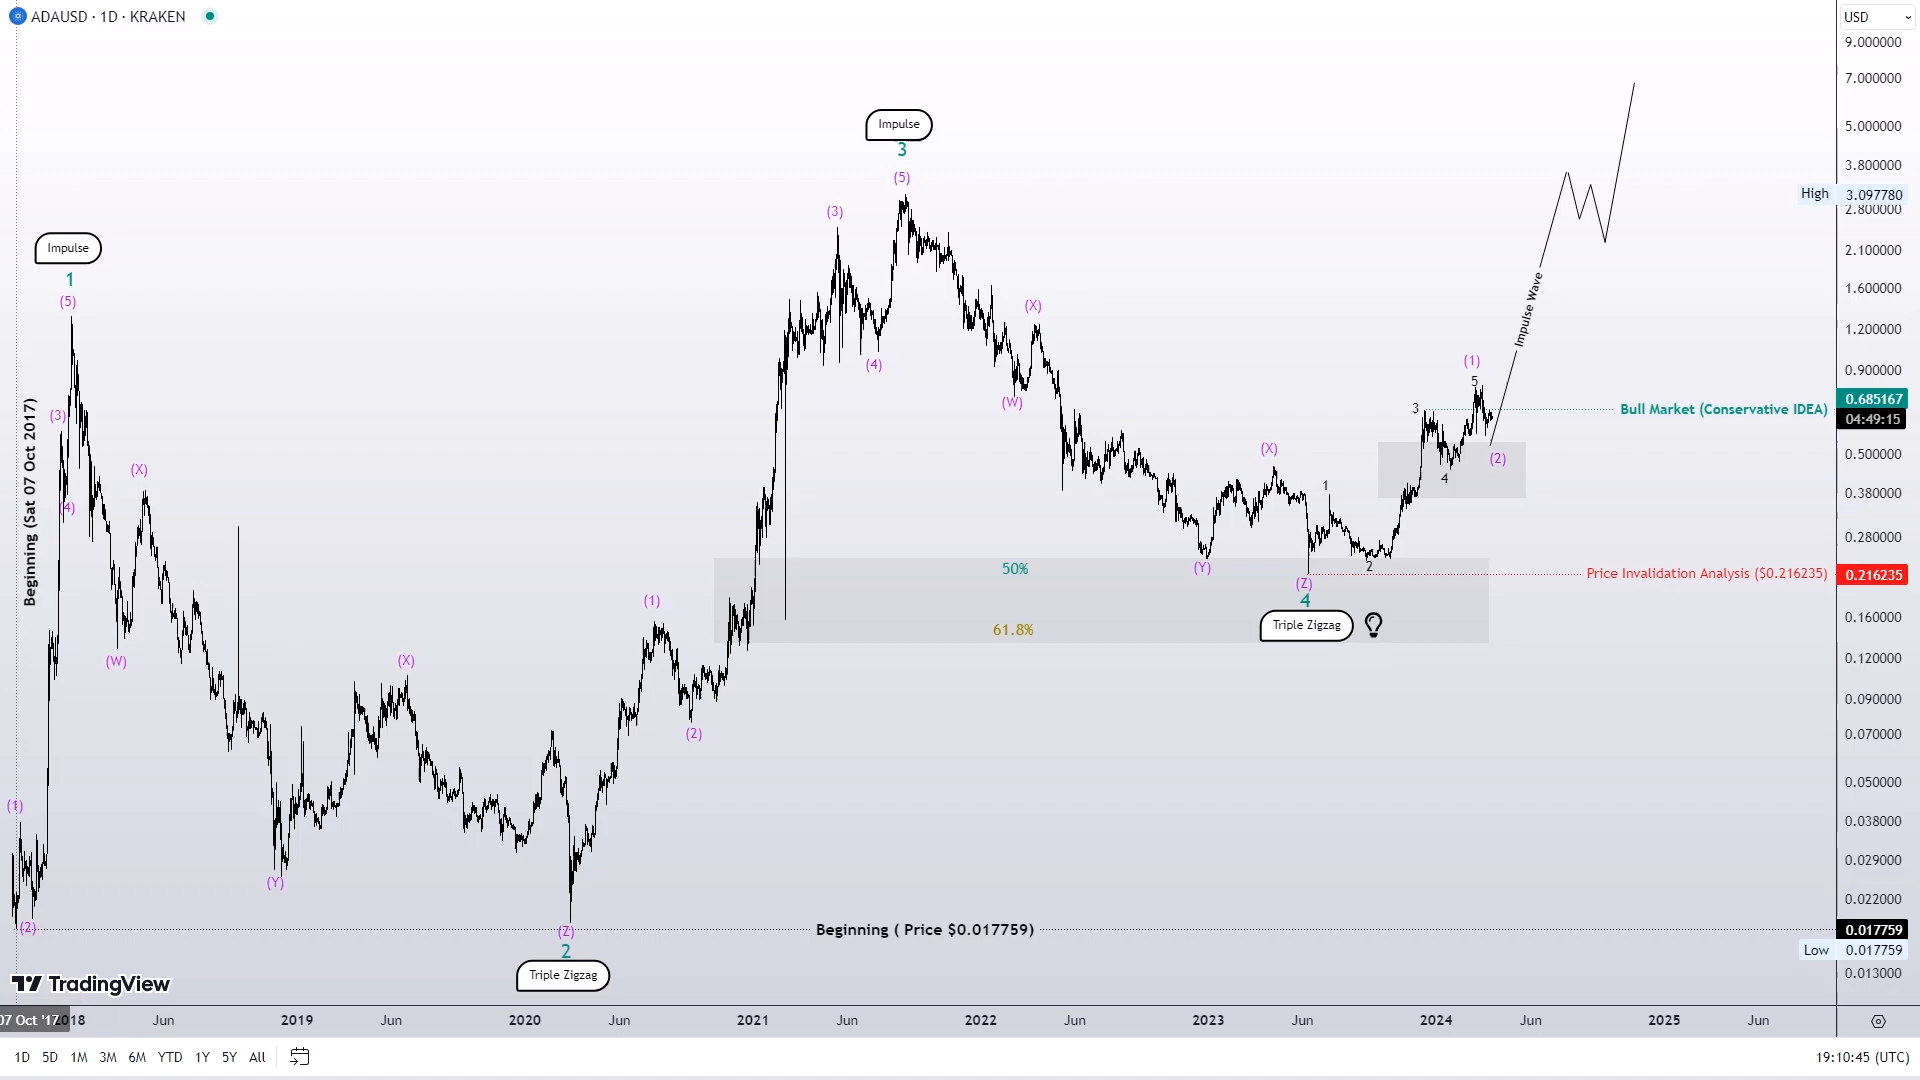 ADAUSD · 1D · KRAKEN
USD
9.000000
7.000000
5.000000
3.800000
High 3.097780
2.800000
2.100000
1.600000
1.200000
0.900000
0.685167
04:49:15
0.500000
0.380000
0.280000
0.216235
0.160000
0.120000
0.090000
0.070000
0.050000
0.038000
0.029000
0.022000
0.017759
Low 0.017759
0.013000
Impulse
3
(5)
(3)
(4)
Impulse
1
(5)
(3)
(4)
(1)
(2)
Beginning (Sat 07 Oct 2017)
(X)
(W)
(X)
(Y)
(Z)
2
Triple Zigzag
(1)
(2)
(X)
(W)
(X)
(Y)
(Z)
4
Triple Zigzag
50%
61.8%
1
2
3
4
5
(1)
(2)
Impulse Wave
Bull Market (Conservative IDEA)
Price Invalidation Analysis ($0.216235)
Beginning ( Price $0.017759)
TradingView
07 Oct '17
2018 Jun 2019 Jun 2020 Jun 2021 Jun 2022 Jun 2023 Jun 2024 Jun 2025 Jun
1D 5D 1M 3M 6M YTD 1Y 5Y All
19:10:45 (UTC)